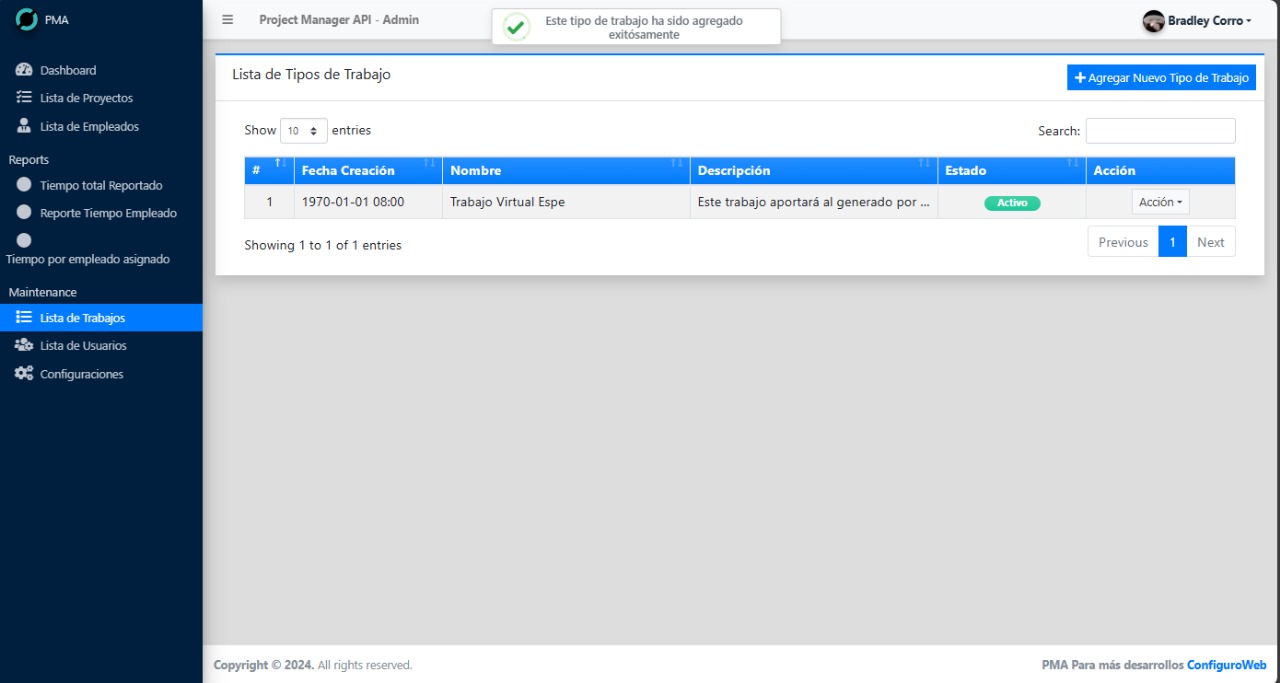 PMA
Project Manager API - Admin
Este tipo de trabajo ha sido agregado
exitósamente
Bradley Corro
Dashboard
Lista de Proyectos
Lista de Empleados
Reports
Tiempo total Reportado
Reporte Tiempo Empleado
Tiempo por empleado asignado
Maintenance
Lista de Trabajos
Lista de Usuarios
Configuraciones
Lista de Tipos de Trabajo
Agregar Nuevo Tipo de Trabajo
Show 10 entries
Search:
# Fecha Creación Nombre Descripción Estado Acción
1 1970-01-01 08:00 Trabajo Virtual Espe Este trabajo aportará al generado por ... Activo Acción
Showing 1 to 1 of 1 entries
Previous 1 Next
Copyright © 2024. All rights reserved.
PMA Para más desarrollos ConfiguroWeb